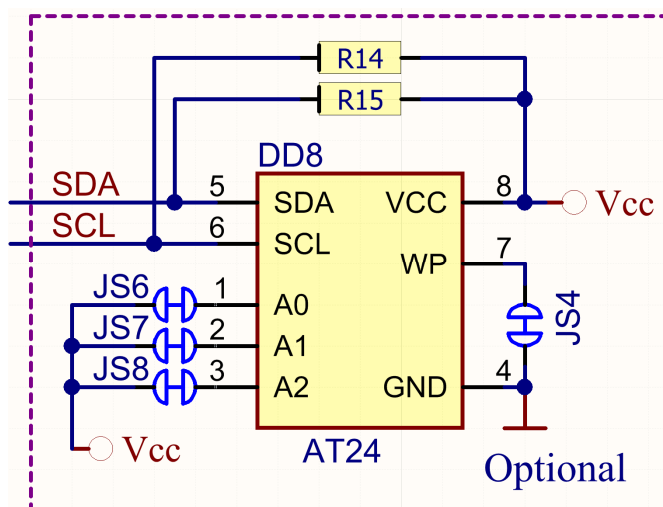 R14
R15
DD8
SDA 5 SDA VCC 8 Vcc
SCL 6 SCL
WP 7
JS6 1 A0
JS4
JS7 2 A1
JS8 3 A2 GND 4
Vcc AT24
Optional